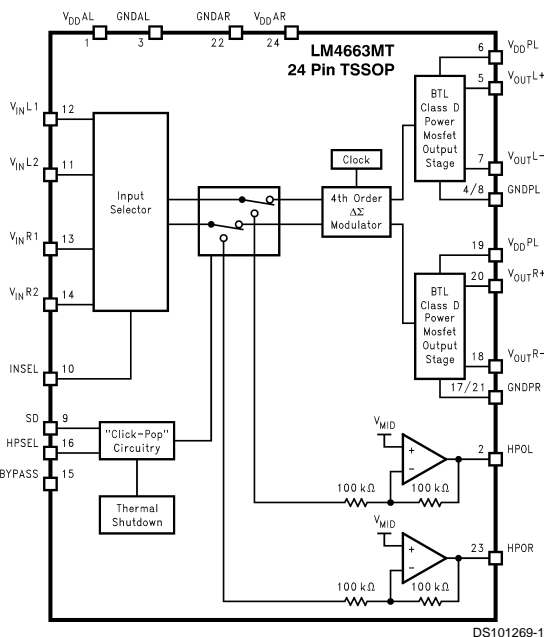 VDDAL GNDAL GNDAR VDDAR
1 3 22 24
LM4663MT
24 Pin TSSOP
6 VDDPL
5 VOUTL+
BTL
Class D
Power
Mosfet
Output
Stage
7 VOUTL-
4/8 GNDPL
VINL1 12
VINL2 11
Input
Selector
VINR1 13
VINR2 14
Clock
4th Order
ΔΣ
Modulator
19 VDDPL
20 VOUTR+
BTL
Class D
Power
Mosfet
Output
Stage
18 VOUTR-
17/21 GNDPR
INSEL 10
SD 9
HPSEL 16
BYPASS 15
"Click-Pop"
Circuitry
Thermal
Shutdown
VMID
+
−
2 HPOL
100 kΩ 100 kΩ
VMID
+
−
23 HPOR
100 kΩ 100 kΩ
DS101269-1